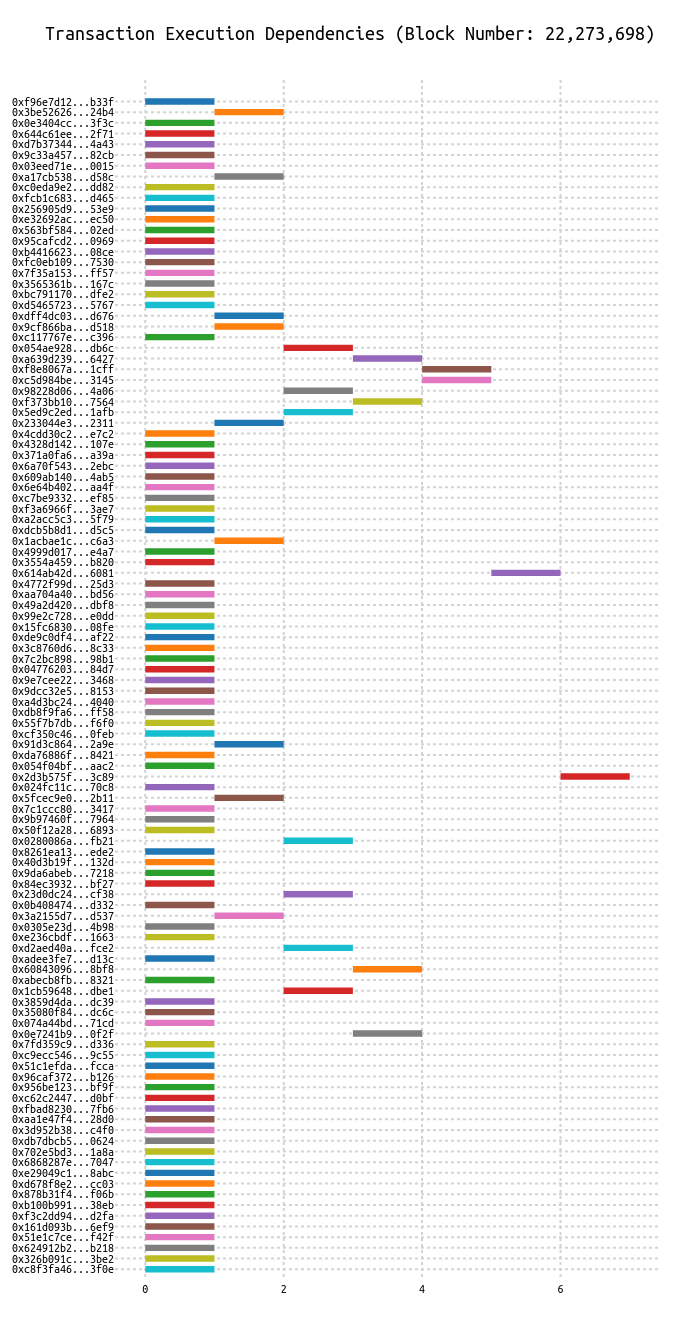 Transaction Execution Dependencies (Block Number: 22,273,698)
0xf96e7d12...b33f
0x3be52626...24b4
0x0e3404cc...3f3c
0x644c61ee...2f71
0xd7b37344...4a43
0x9c33a457...82cb
0x03eed71e...0015
0xa17cb538...d58c
0xc0eda9e2...dd82
0xfcb1c683...d465
0x256905d9...53e9
0xe32692ac...ec50
0x563bf584...02ed
0x95cafcd2...0969
0xb4416623...08ce
0xfc0eb109...7530
0x7f35a153...ff57
0x3565361b...167c
0xbc791170...dfe2
0xd5465723...5767
0xdff4dc03...d676
0x9cf866ba...d518
0xc117767e...c396
0x054ae928...db6c
0xa639d239...6427
0xf8e8067a...1cff
0xc5d984be...3145
0x98228d06...4a06
0xf373bb10...7564
0x5ed9c2ed...1afb
0x233044e3...2311
0x4cdd30c2...e7c2
0x4328d142...107e
0x371a0fa6...a39a
0x6a70f543...2ebc
0x609ab140...4ab5
0x6e64b402...aa4f
0xc7be9332...ef85
0xf3a6966f...3ae7
0xa2acc5c3...5f79
0xdcb5b8d1...d5c5
0x1acbae1c...c6a3
0x4999d017...e4a7
0x3554a459...b820
0x614ab42d...6081
0x4772f99d...25d3
0xaa704a40...bd56
0x49a2d420...dbf8
0x99e2c728...e0dd
0x15fc6830...08fe
0xde9c0df4...af22
0x3c8760d6...8c33
0x7c2bc898...98b1
0x04776203...84d7
0x9e7cee22...3468
0x9dcc32e5...8153
0xa4d3bc24...4040
0xdb8f9fa6...ff58
0x55f7b7db...f6f0
0xcf350c46...0feb
0x91d3c864...2a9e
0xda76886f...8421
0x054f04bf...aac2
0x2d3b575f...3c89
0x024fc11c...70c8
0x5fcec9e0...2b11
0x7c1ccc80...3417
0x9b97460f...7964
0x50f12a28...6893
0x0280086a...fb21
0x8261ea13...ede2
0x40d3b19f...132d
0x9da6abeb...7218
0x84ec3932...bf27
0x23d0dc24...cf38
0x0b408474...d332
0x3a2155d7...d537
0x0305e23d...4b98
0xe236cbdf...1663
0xd2aed40a...fce2
0xadee3fe7...d13c
0x60843096...8bf8
0xabecb8fb...8321
0x1cb59648...dbe1
0x3859d4da...dc39
0x35080f84...dc6c
0x074a44bd...71cd
0x0e7241b9...0f2f
0x7fd359c9...d336
0xc9ecc546...9c55
0x51c1efda...fcca
0x96caf372...b126
0x956be123...bf9f
0xc62c2447...d0bf
0xfbad8230...7fb6
0xaa1e47f4...28d0
0x3d952b38...c4f0
0xdb7dbcb5...0624
0x702e5bd3...1a8a
0x6868287e...7047
0xe29049c1...8abc
0xd678f8e2...cc03
0x878b31f4...f06b
0xb100b991...38eb
0xf3c2dd94...d2fa
0x161d093b...6ef9
0x51e1c7ce...f42f
0x624912b2...b218
0x326b091c...3be2
0xc8f3fa46...3f0e
0 2 4 6